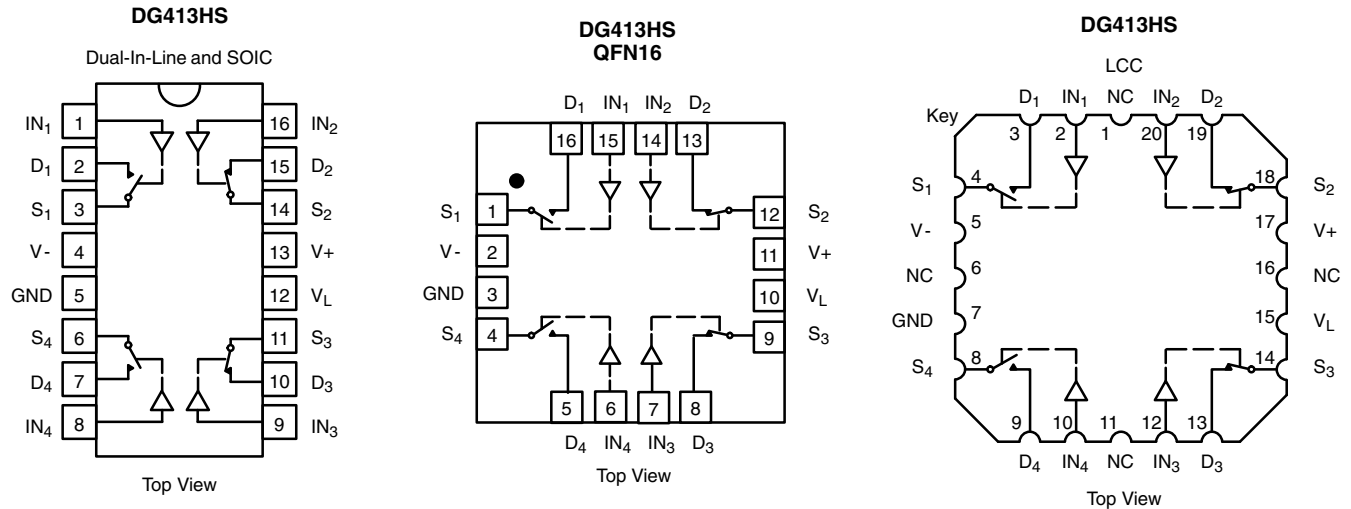 DG413HS
Dual-In-Line and SOIC
IN1 1 16 IN2
D1 2 15 D2
S1 3 14 S2
V- 4 13 V+
GND 5 12 VL
S4 6 11 S3
D4 7 10 D3
IN4 8 9 IN3
Top View
DG413HS
QFN16
D1 IN1 IN2 D2
16 15 14 13
S1 1 12 S2
V- 2 11 V+
GND 3 10 VL
S4 4 9 S3
5 6 7 8
D4 IN4 IN3 D3
Top View
DG413HS
LCC
Key D1 IN1 NC IN2 D2
3 2 1 20 19
S1 4 18 S2
V- 5 17 V+
NC 6 16 NC
GND 7 15 VL
S4 8 14 S3
9 10 11 12 13
D4 IN4 NC IN3 D3
Top View